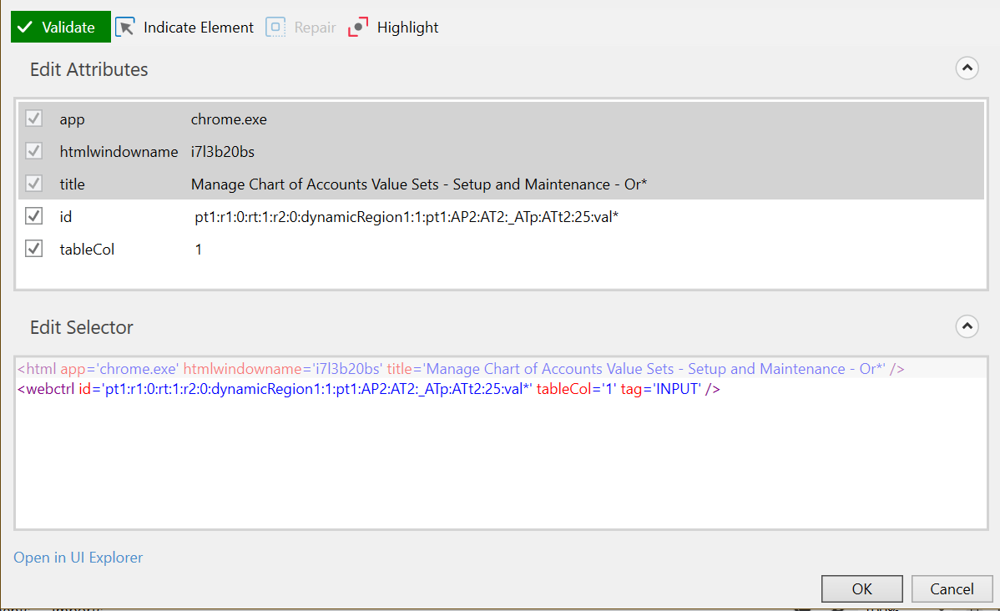 Validate Indicate Element Repair Highlight
Edit Attributes
app chrome.exe
htmlwindowname i7l3b20bs
title Manage Chart of Accounts Value Sets - Setup and Maintenance - Or*
id pt1:r1:0:rt:1:r2:0:dynamicRegion1:1:pt1:AP2:AT2:_ATp:ATt2:25:val*
tableCol 1
Edit Selector
<html app='chrome.exe' htmlwindowname='i7l3b20bs' title='Manage Chart of Accounts Value Sets - Setup and Maintenance - Or*' />
<webctrl id='pt1:r1:0:rt:1:r2:0:dynamicRegion1:1:pt1:AP2:AT2:_ATp:ATt2:25:val*' tableCol='1' tag='INPUT' />
Open in UI Explorer
OK Cancel